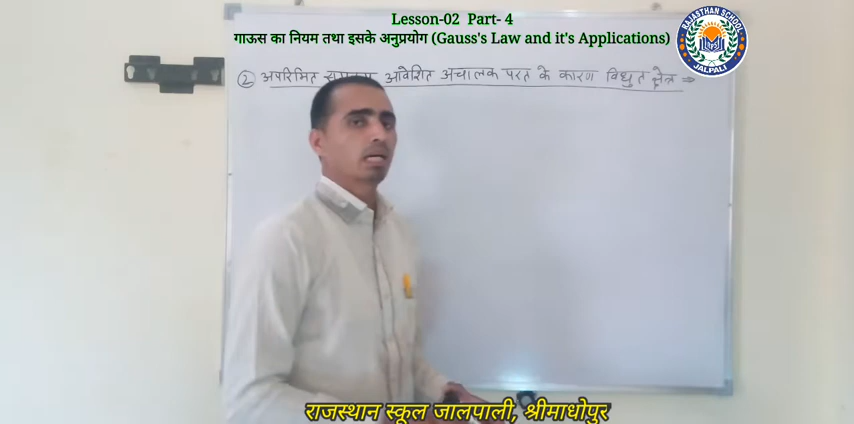 Lesson-02 Part- 4
गाऊस का नियम तथा इसके अनुप्रयोग (Gauss's Law and it's Applications)
RAJASTHAN SCHOOL
JALPALI
② अपरिमित आवेशित अचालक परत के कारण विधुत क्षेत्र ⇒
राजस्थान स्कूल जालपाली, श्रीमाधोपुर